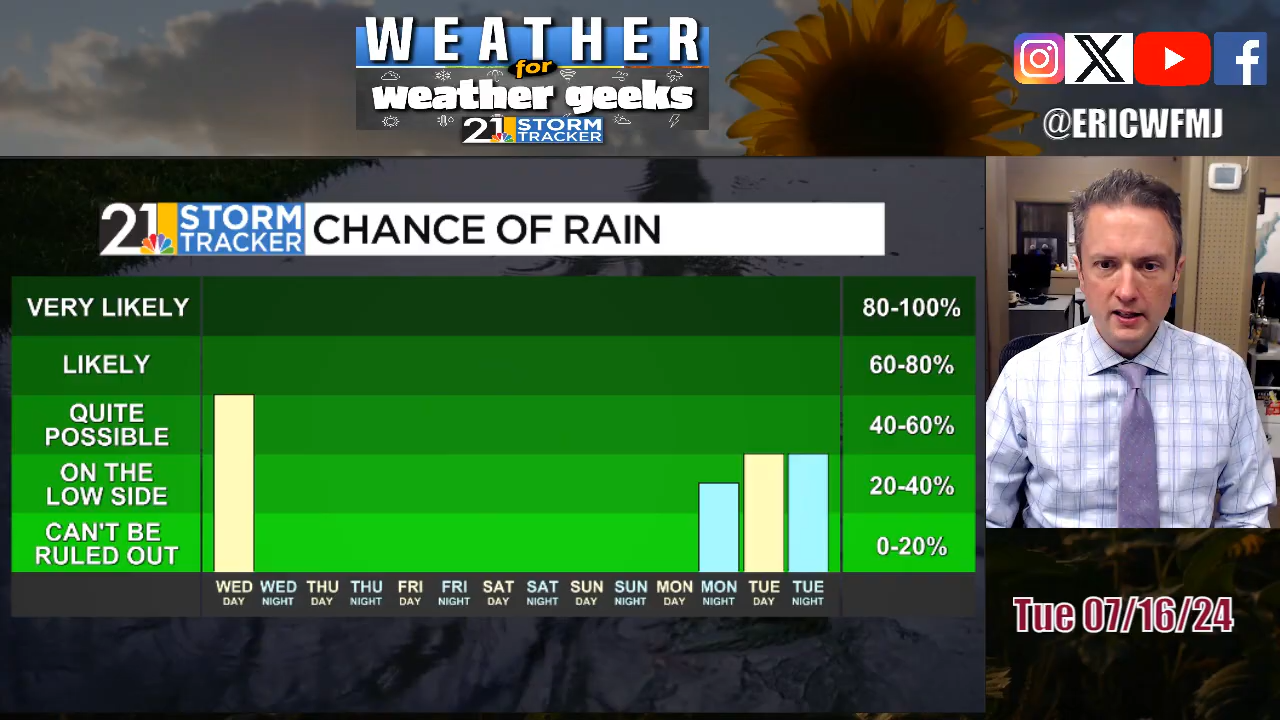 WEATHER
for
weather geeks
21 STORM TRACKER
@ERICWFMJ
21 STORM TRACKER CHANCE OF RAIN
VERY LIKELY 80-100%
LIKELY 60-80%
QUITE POSSIBLE 40-60%
ON THE LOW SIDE 20-40%
CAN'T BE RULED OUT 0-20%
WED DAY WED NIGHT THU DAY THU NIGHT FRI DAY FRI NIGHT SAT DAY SAT NIGHT SUN DAY SUN NIGHT MON DAY MON NIGHT TUE DAY TUE NIGHT
Tue 07/16/24